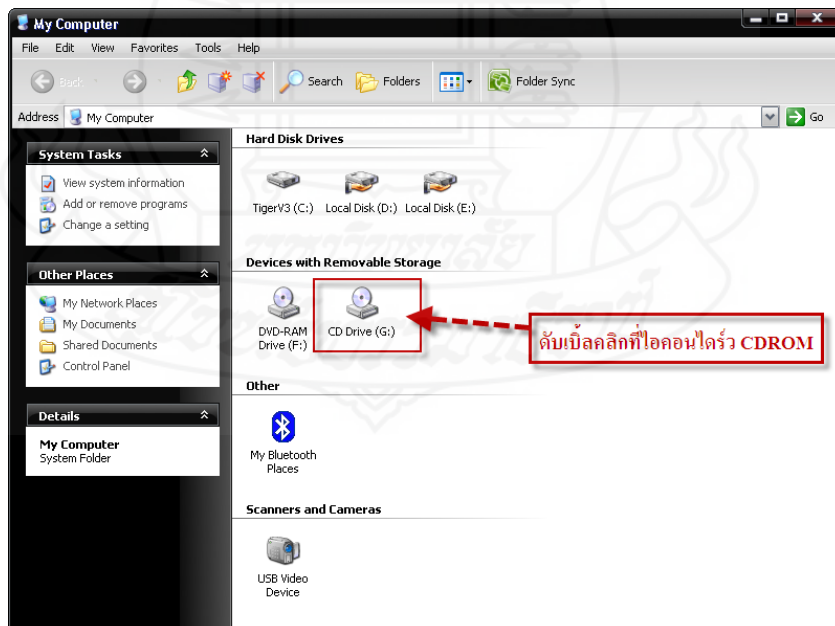 My Computer
File Edit View Favorites Tools Help
Back Search Folders Folder Sync
Address My Computer Go
System Tasks
View system information
Add or remove programs
Change a setting
Other Places
My Network Places
My Documents
Shared Documents
Control Panel
Details
My Computer
System Folder
Hard Disk Drives
TigerV3 (C:) Local Disk (D:) Local Disk (E:)
Devices with Removable Storage
DVD-RAM
Drive (F:)
CD Drive (G:)
ดับเบิ้ลคลิกที่ไอคอนไดร์ว CDROM
Other
My Bluetooth
Places
Scanners and Cameras
USB Video
Device